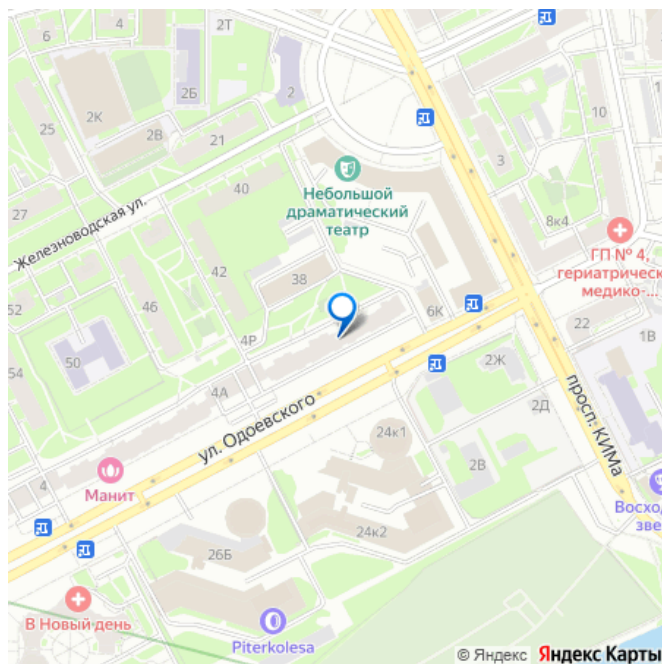 6
4
2Т
2К
2Б
2
2В
25
21
10
3
40
Небольшой
драматический
театр
Железноводская ул.
27
8к4
ГП № 4,
гериатрическ
медико-...
42
38
52
46
4Р
6К
22
1В
50
54
4А
2Ж
просп. КИМа
ул. Одоевского
2Д
24к1
2В
4
Манит
Восход
зве
24к2
26Б
В Новый день
Piterkolesa
© Яндекс Яндекс Карты